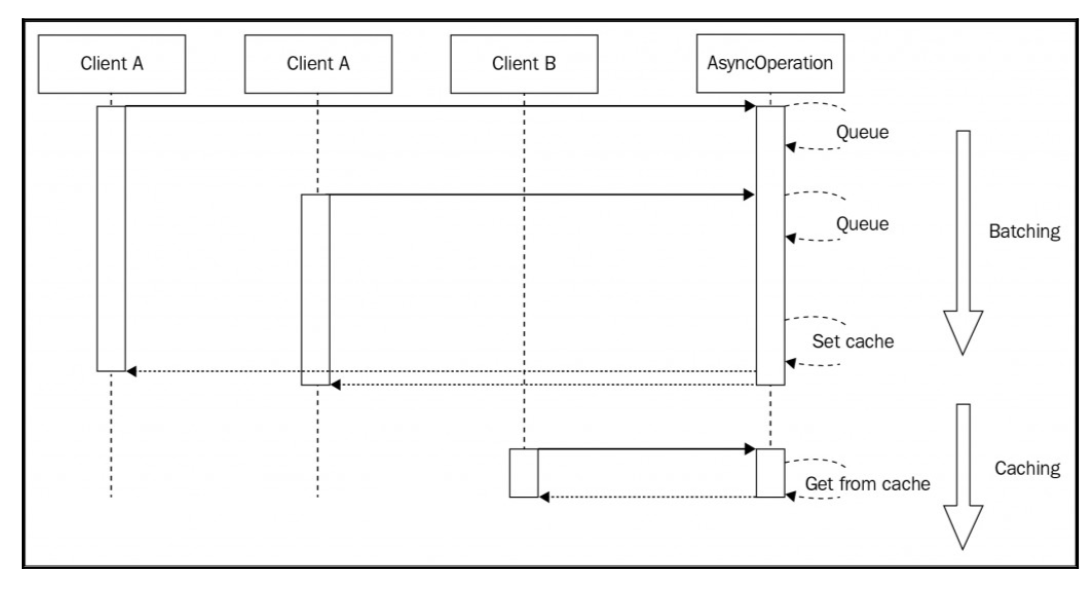 Client A
Client A
Client B
AsyncOperation
Queue
Queue
Batching
Set cache
Caching
Get from cache